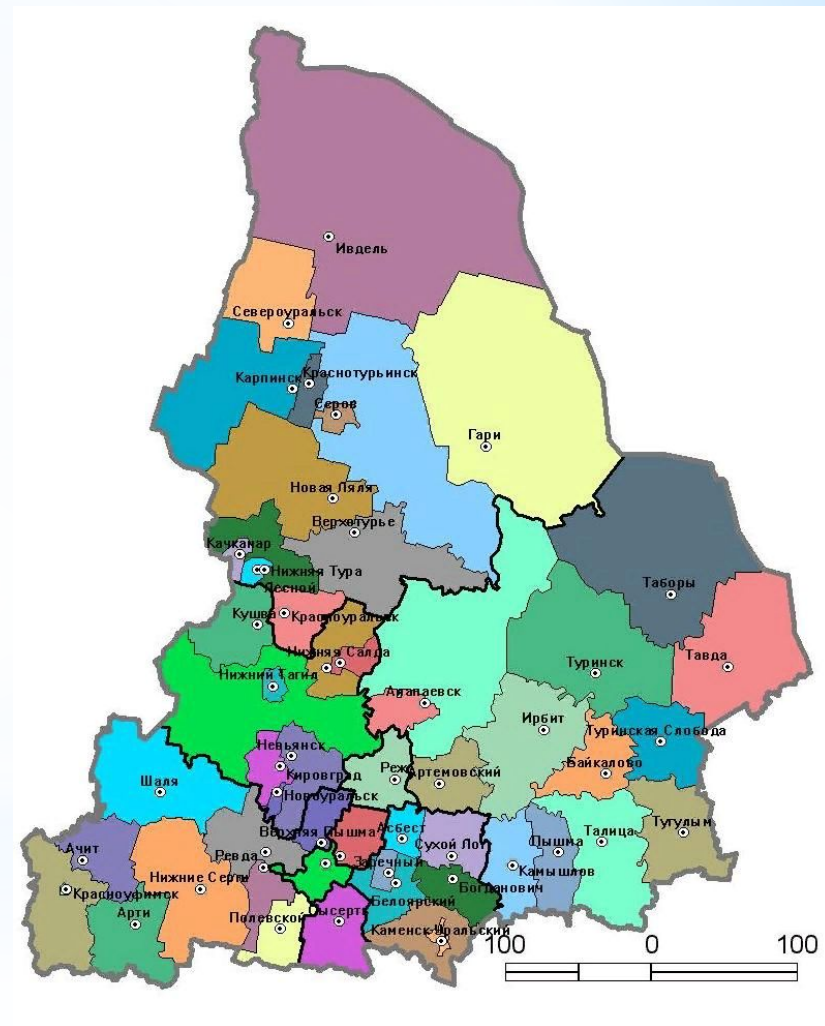 Ивдель
Североуральск
Краснотурьинск
Карпинск
Серов
Гари
Новая Ляля
Верхотурье
Качканар
Нижняя Тура
Лесной
Таборы
Кушва
Красноуральск
Нижняя Салда
Туринск
Тавда
Нижний Тагил
Алапаевск
Ирбит
Туринская Слобода
Невьянск
Байкалово
Кировград
Реж
Артемовский
Шаля
Новоуральск
Верхняя Пышма
Асбест
Тугулым
Талица
Пышма
Сухой Ло
Ачит
Ревда
Заречный
Камышлов
Нижние Серги
Богданович
Красноуфимск
Белоярский
Арти
Полевской
ысерть
Каменск-Уральский
100 0 100